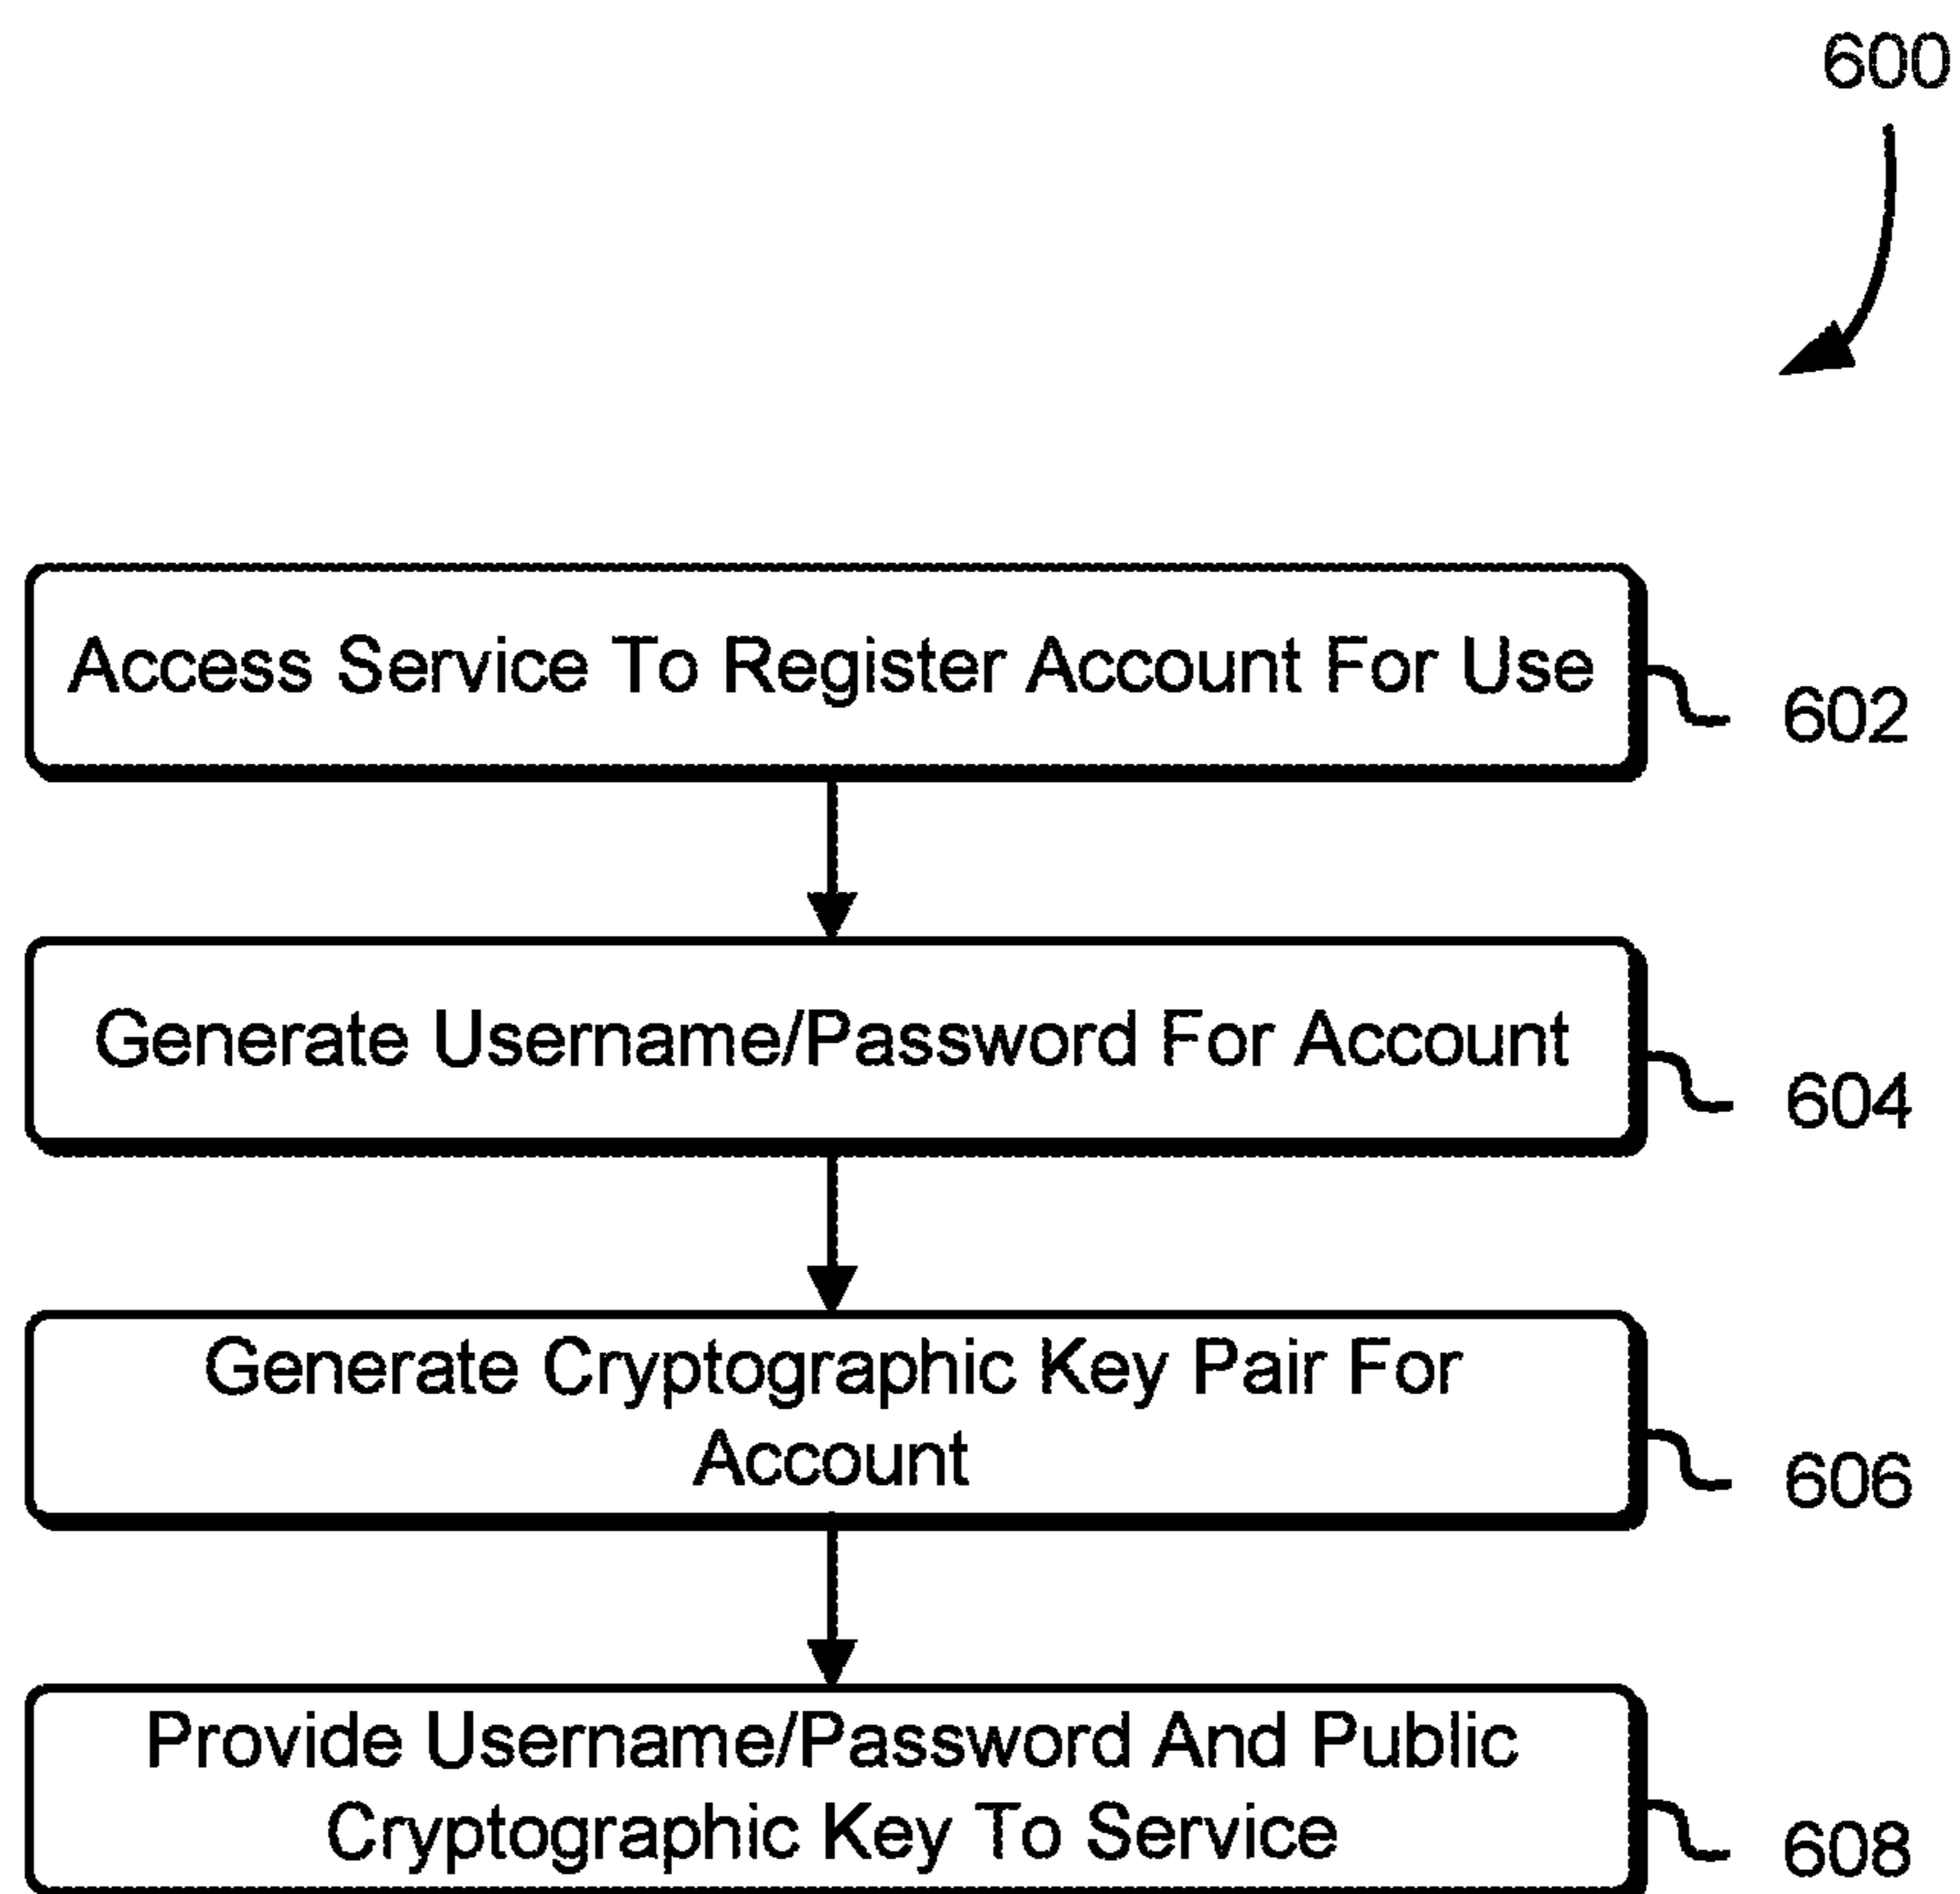 600
Access Service To Register Account For Use
602
Generate Username/Password For Account
604
Generate Cryptographic Key Pair For
Account
606
Provide Username/Password And Public
Cryptographic Key To Service
608